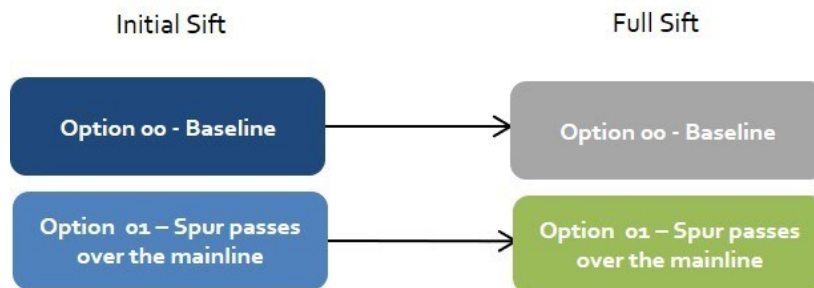 Initial Sift
Full Sift
Option 00 - Baseline
Option 00 - Baseline
Option 01 – Spur passes
over the mainline
Option 01 – Spur passes
over the mainline